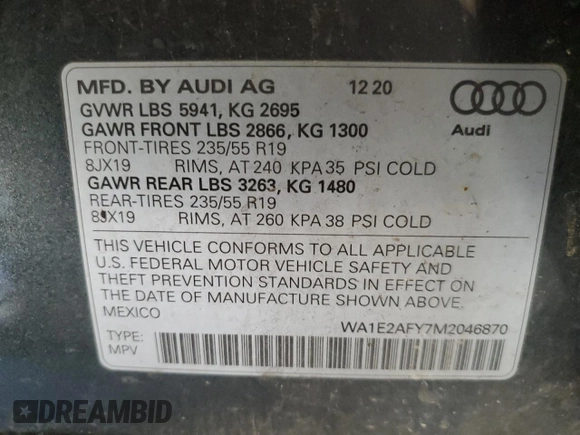 MFD. BY AUDI AG 12 20
GVWR LBS 5941, KG 2695
GAWR FRONT LBS 2866, KG 1300
FRONT-TIRES 235/55 R19
8JX19 RIMS, AT 240 KPA 35 PSI COLD
GAWR REAR LBS 3263, KG 1480
REAR-TIRES 235/55 R19
8JX19 RIMS, AT 260 KPA 38 PSI COLD
Audi
THIS VEHICLE CONFORMS TO ALL APPLICABLE
U.S. FEDERAL MOTOR VEHICLE SAFETY AND
THEFT PREVENTION STANDARDS IN EFFECT ON
THE DATE OF MANUFACTURE SHOWN ABOVE.
MEXICO
WA1E2AFY7M2046870
TYPE:
MPV
DREAMBID